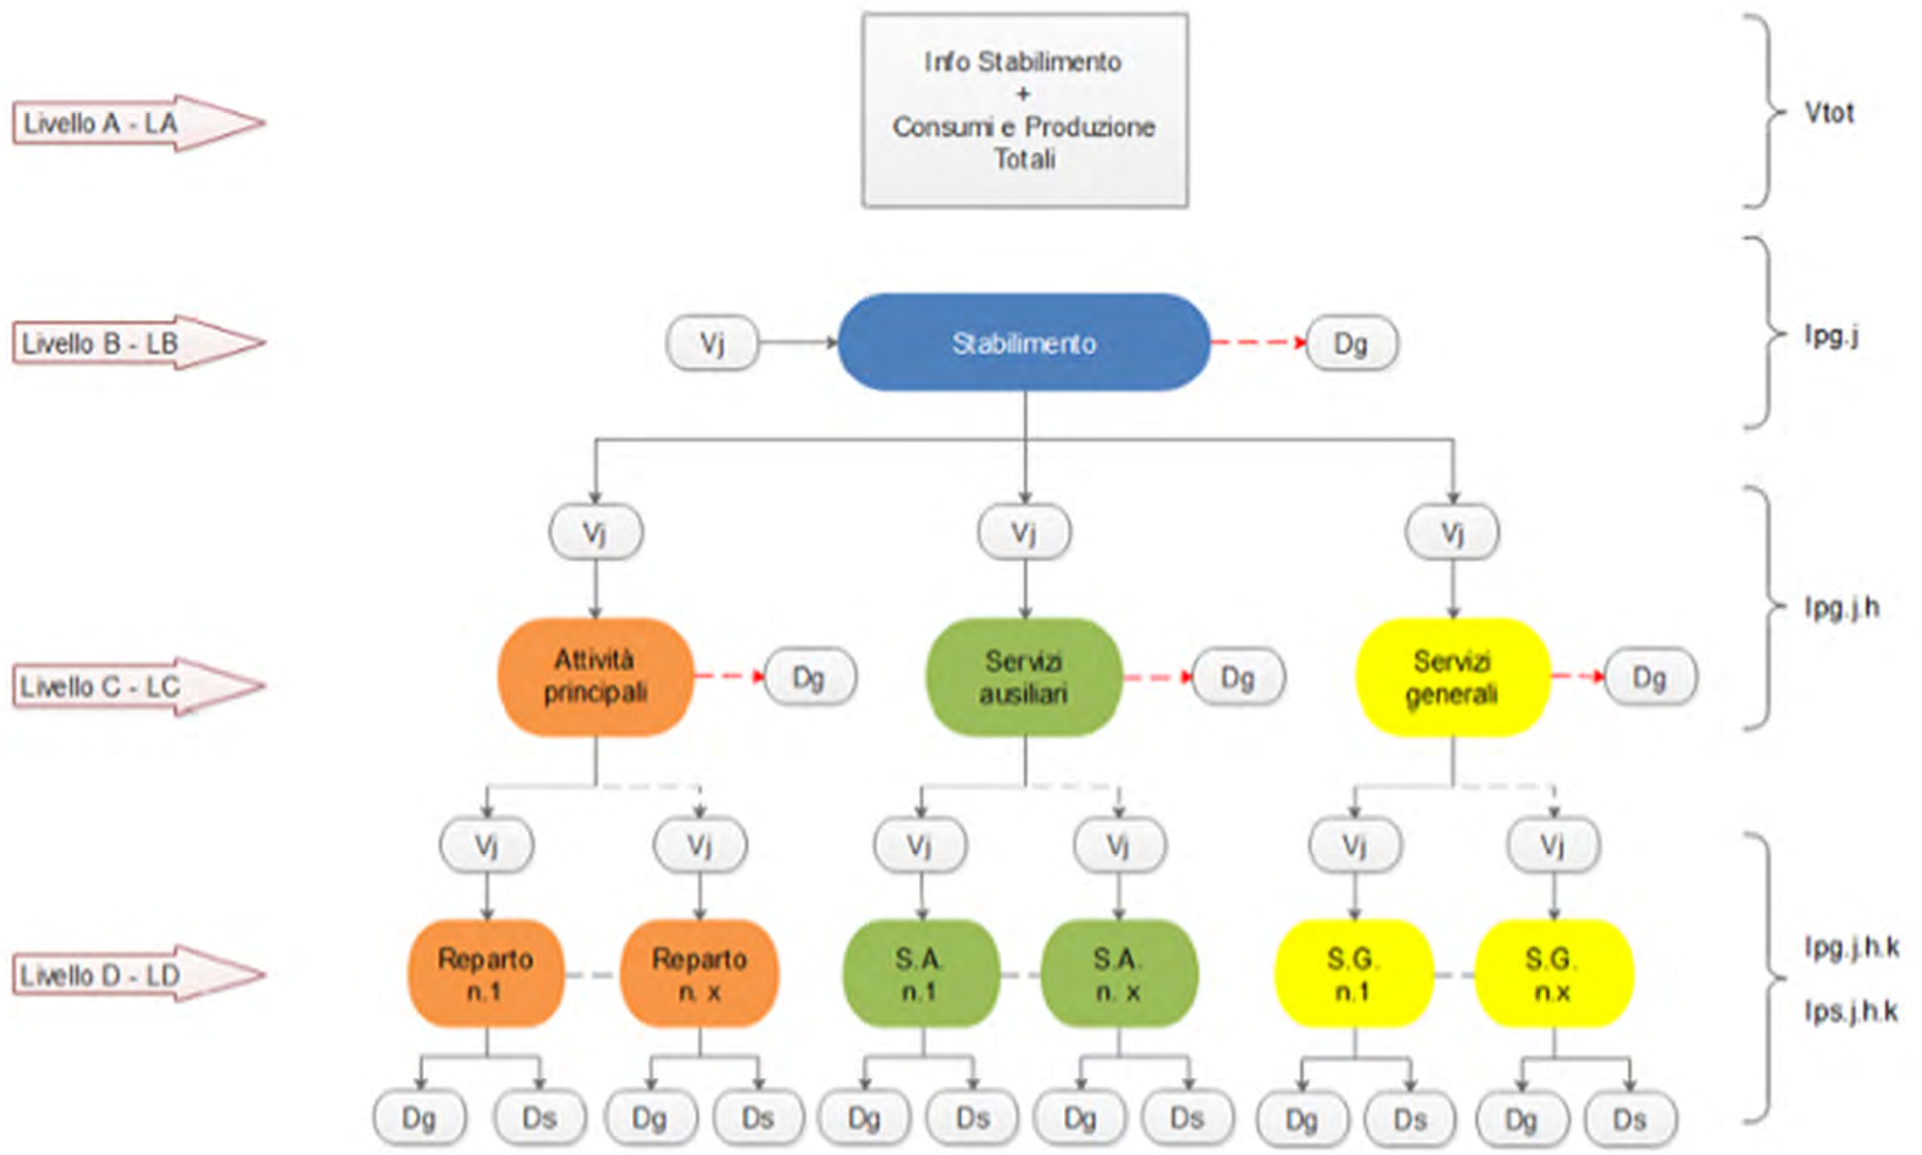 Info Stabilimento
+
Consumi e Produzione
Totali
Livello A - LA
Vtot
Livello B - LB
Vj
Stabilimento
Dg
Ipg.j
Vj
Vj
Vj
Ipg.j.h
Livello C - LC
Attività
principali
Dg
Servizi
ausiliari
Dg
Servizi
generali
Dg
Vj
Vj
Vj
Vj
Vj
Vj
Livello D - LD
Reparto
n.1
Reparto
n. x
S.A.
n.1
S.A.
n. x
S.G.
n.1
S.G.
n.x
Ipg.j.h.k
Ips.j.h.k
Dg
Ds
Dg
Ds
Dg
Ds
Dg
Ds
Dg
Ds
Dg
Ds